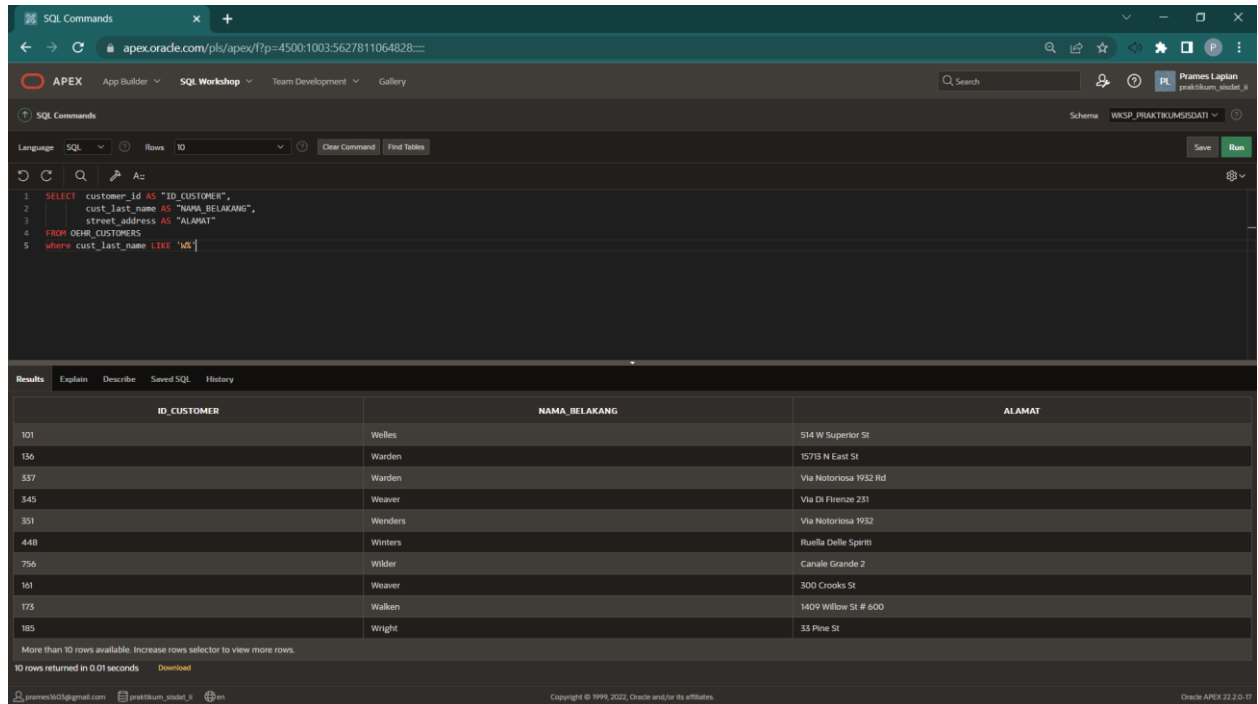 SQL Commands
apex.oracle.com/pls/apex/f?p=4500:1003:5627811064828:::::
P
APEX App Builder SQL Workshop Team Development Gallery
Search
PL Prames Lapian
praktikum_sisdat_ii
SQL Commands
Schema WKSP_PRAKTIKUMSISDATI
Language SQL Rows 10 Clear Command Find Tables Save Run
1 SELECT customer_id AS "ID_CUSTOMER",
2 cust_last_name AS "NAMA_BELAKANG",
3 street_address AS "ALAMAT"
4 FROM OEHR_CUSTOMERS
5 where cust_last_name LIKE 'W%'
Results Explain Describe Saved SQL History
ID_CUSTOMER NAMA_BELAKANG ALAMAT
101 Welles 514 W Superior St
136 Warden 15713 N East St
337 Warden Via Notoriosa 1932 Rd
345 Weaver Via Di Firenze 231
351 Wenders Via Notoriosa 1932
448 Winters Ruella Delle Spiriti
756 Wilder Canale Grande 2
161 Weaver 300 Crooks St
173 Walken 1409 Willow St # 600
185 Wright 33 Pine St
More than 10 rows available. Increase rows selector to view more rows.
10 rows returned in 0.01 seconds Download
prames1603@gmail.com praktikum_sisdat_ii en Copyright © 1999, 2022, Oracle and/or its affiliates. Oracle APEX 22.2.0-17